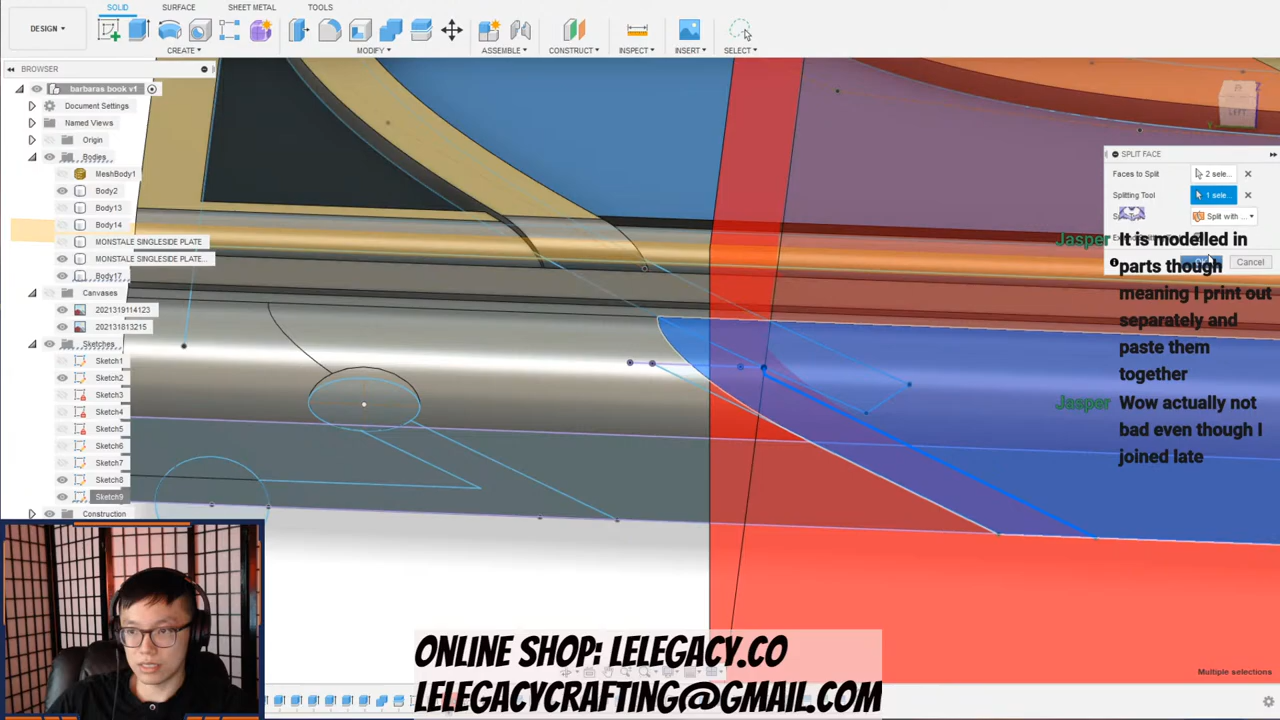 SOLID
SURFACE
SHEET METAL
TOOLS
DESIGN
CREATE
MODIFY
ASSEMBLE
CONSTRUCT
INSPECT
INSERT
SELECT
BROWSER
barbaras book v1
Document Settings
Named Views
Origin
Bodies
MeshBody1
Body2
Body13
Body14
MONSTALE SINGLESIDE PLATE
MONSTALE SINGLESIDE PLATE...
Body17
Canvases
2021319114123
202131813215
Sketches
Sketch1
Sketch2
Sketch3
Sketch4
Sketch5
Sketch6
Sketch7
Sketch8
Sketch9
Construction
LEFT
SPLIT FACE
Faces to Split
2 sele...
Splitting Tool
1 sele...
Split with ...
Cancel
Jasper It is modelled in
parts though
meaning I print out
separately and
paste them
together
Jasper Wow actually not
bad even though I
joined late
Multiple selections
ONLINE SHOP: LELEGACY.CO
LELEGACYCRAFTING@GMAIL.COM